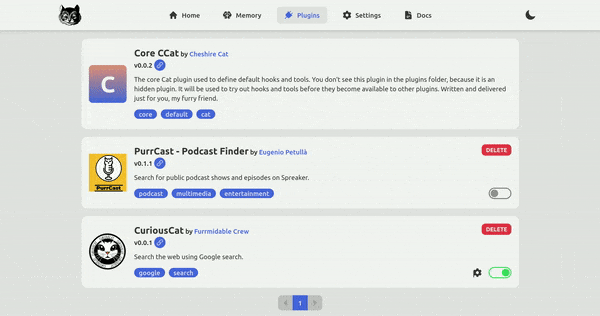 Home Memory Plugins Settings Docs
Core CCat by Cheshire Cat
v0.0.2
C
The core Cat plugin used to define default hooks and tools. You don't see this plugin in the plugins folder, because it is an
hidden plugin. It will be used to try out hooks and tools before they become available to other plugins. Written and delivered
just for you, my furry friend.
core default cat
PurrCast - Podcast Finder by Eugenio Petullà
DELETE
v0.1.1
PurrCast
Search for public podcast shows and episodes on Spreaker.
podcast multimedia entertainment
CuriousCat by Furrmidable Crew
DELETE
v0.0.1
Search the web using Google search.
google search
1